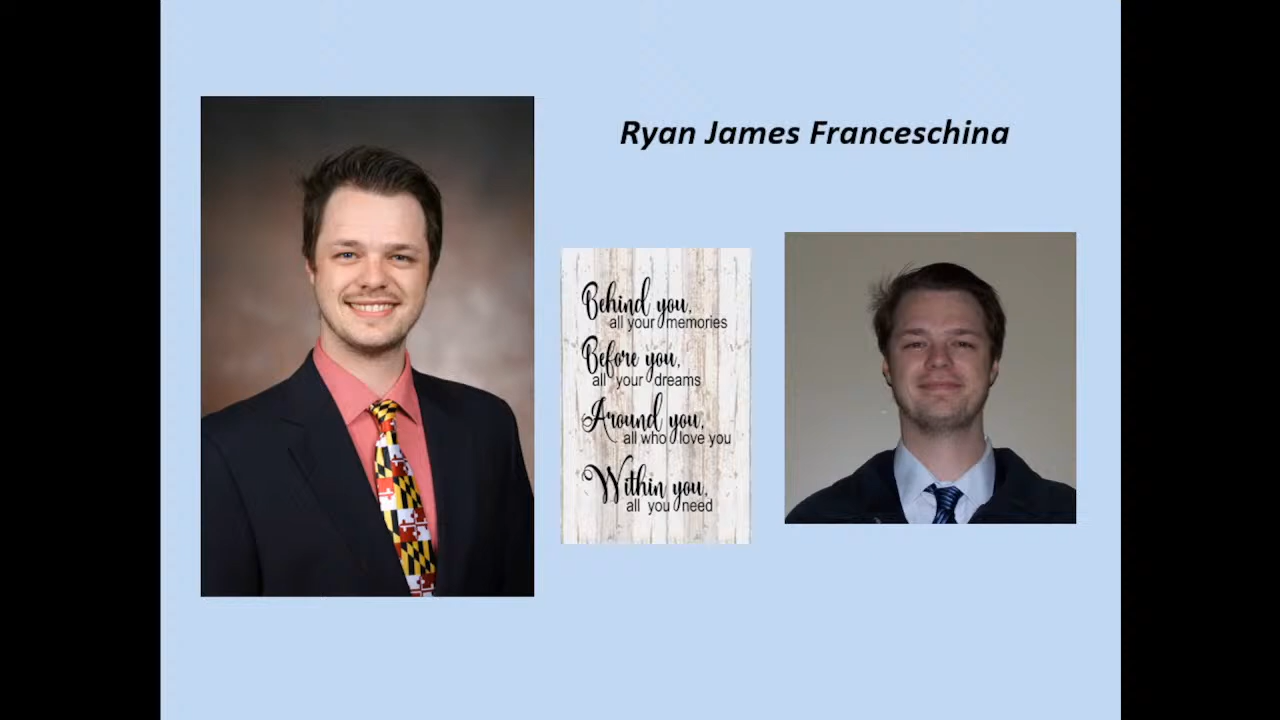 Ryan James Franceschina
Behind you,
all your memories
Before you,
all your dreams
Around you,
all who love you
Within you,
all you need